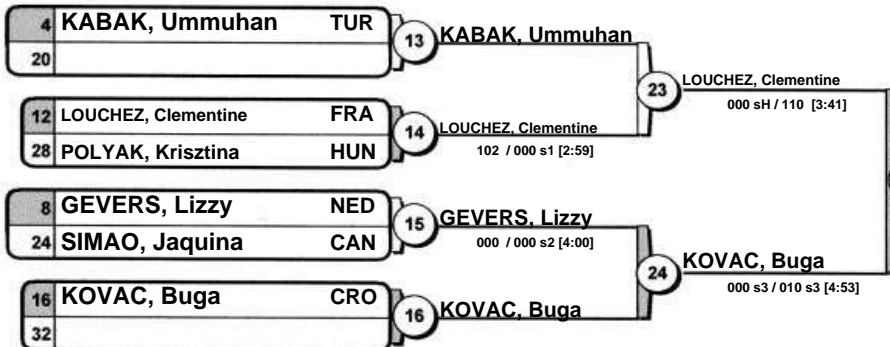 4 KABAK, Ummuhan TUR
20
13
KABAK, Ummuhan
12 LOUCHEZ, Clementine FRA
28 POLYAK, Krisztina HUN
14
LOUCHEZ, Clementine
102 / 000 s1 [2:59]
23
LOUCHEZ, Clementine
000 sH / 110 [3:41]
8 GEVERS, Lizzy NED
24 SIMAO, Jaquina CAN
15
GEVERS, Lizzy
000 / 000 s2 [4:00]
16 KOVAC, Buga CRO
32
16
KOVAC, Buga
24
KOVAC, Buga
000 s3 / 010 s3 [4:53]